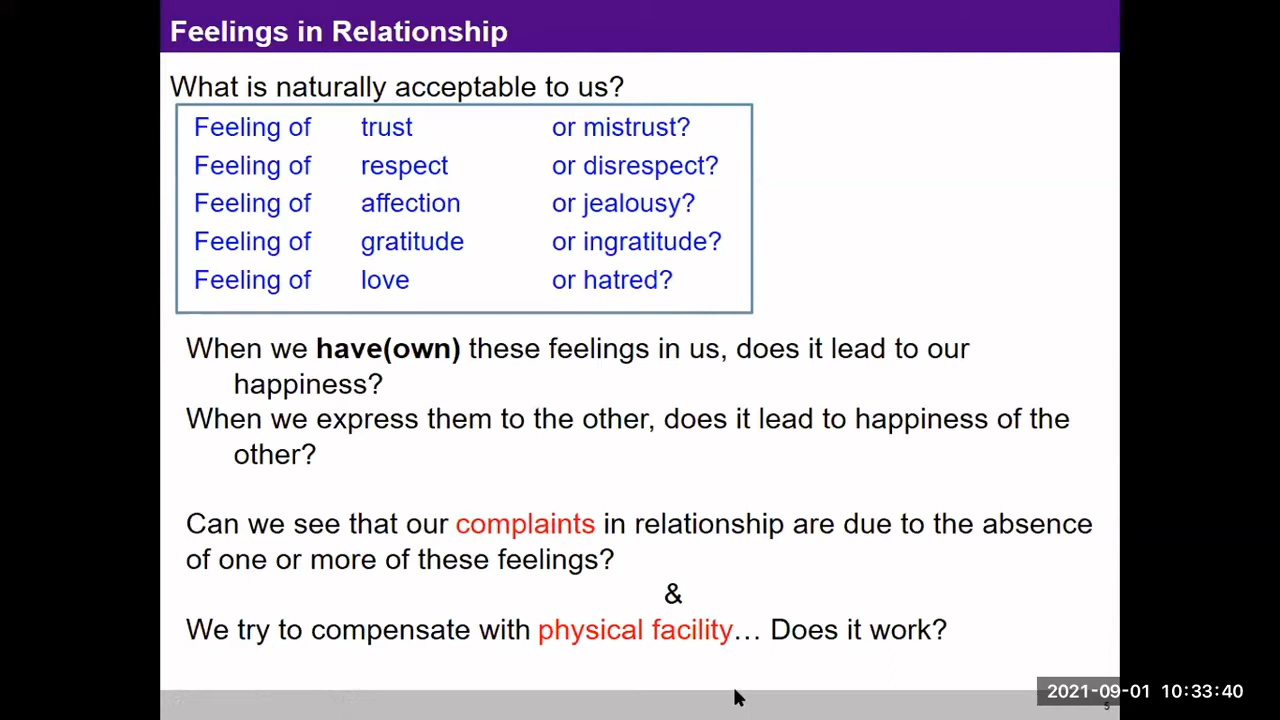 Feelings in Relationship
What is naturally acceptable to us?
Feeling of trust or mistrust?
Feeling of respect or disrespect?
Feeling of affection or jealousy?
Feeling of gratitude or ingratitude?
Feeling of love or hatred?
When we have(own) these feelings in us, does it lead to our
happiness?
When we express them to the other, does it lead to happiness of the
other?
Can we see that our complaints in relationship are due to the absence
of one or more of these feelings?
&
We try to compensate with physical facility… Does it work?
2021-09-01 10:33:40
5